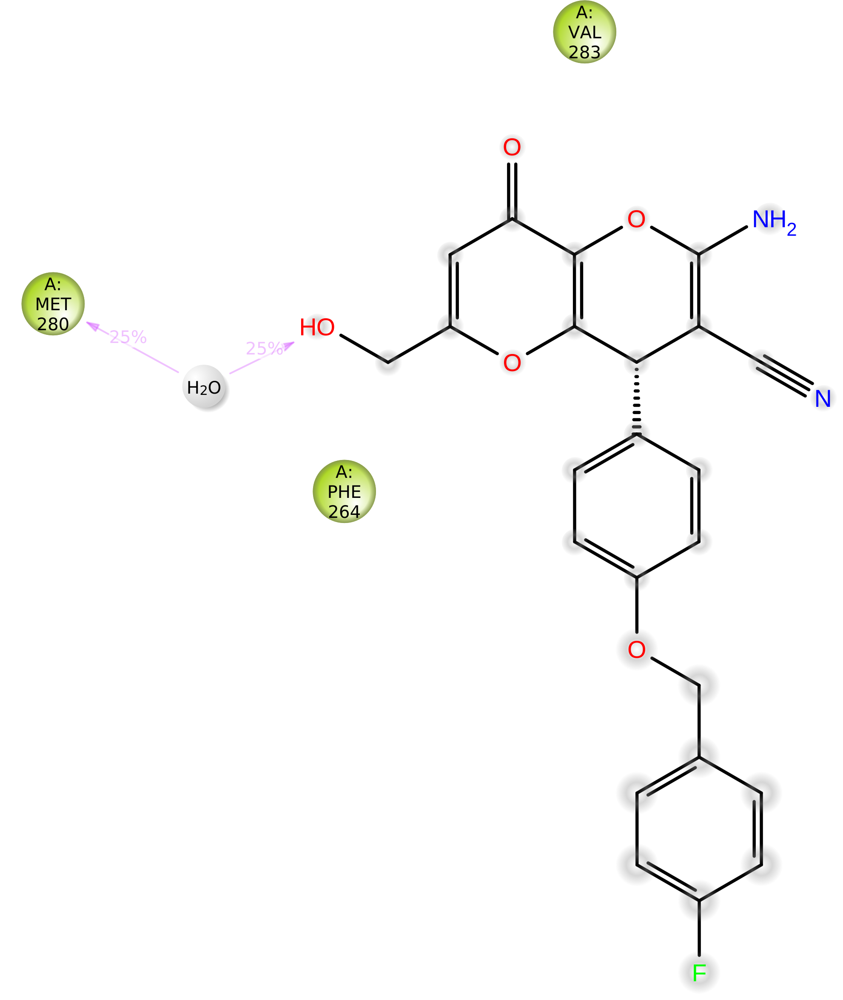 A:
VAL
283
O
O
NH2
A:
MET
280
25%
HO
25%
O
H2O
N
A:
PHE
264
O
F